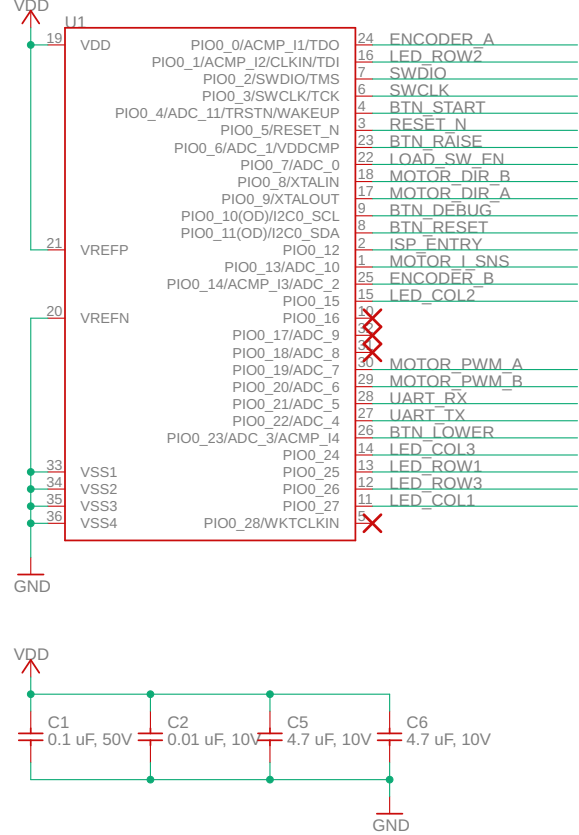 VDD
U1
19 VDD PIO0_0/ACMP_I1/TDO 24 ENCODER_A
PIO0_1/ACMP_I2/CLKIN/TDI 16 LED_ROW2
PIO0_2/SWDIO/TMS 7 SWDIO
PIO0_3/SWCLK/TCK 6 SWCLK
PIO0_4/ADC_11/TRSTN/WAKEUP 4 BTN_START
PIO0_5/RESET_N 3 RESET_N
PIO0_6/ADC_1/VDDCMP 23 BTN_RAISE
PIO0_7/ADC_0 22 LOAD_SW_EN
PIO0_8/XTALIN 18 MOTOR_DIR_B
PIO0_9/XTALOUT 17 MOTOR_DIR_A
PIO0_10(OD)/I2C0_SCL 9 BTN_DEBUG
PIO0_11(OD)/I2C0_SDA 8 BTN_RESET
21 VREFP PIO0_12 2 ISP_ENTRY
PIO0_13/ADC_10 1 MOTOR_I_SNS
PIO0_14/ACMP_I3/ADC_2 25 ENCODER_B
PIO0_15 15 LED_COL2
20 VREFN PIO0_16 10
PIO0_17/ADC_9 32
PIO0_18/ADC_8 31
PIO0_19/ADC_7 30 MOTOR_PWM_A
PIO0_20/ADC_6 29 MOTOR_PWM_B
PIO0_21/ADC_5 28 UART_RX
PIO0_22/ADC_4 27 UART_TX
PIO0_23/ADC_3/ACMP_I4 26 BTN_LOWER
PIO0_24 14 LED_COL3
33 VSS1 PIO0_25 13 LED_ROW1
34 VSS2 PIO0_26 12 LED_ROW3
35 VSS3 PIO0_27 11 LED_COL1
36 VSS4 PIO0_28/WKTCLKIN 5
GND
VDD
C1 C2 C5 C6
0.1 uF, 50V 0.01 uF, 10V 4.7 uF, 10V 4.7 uF, 10V
GND